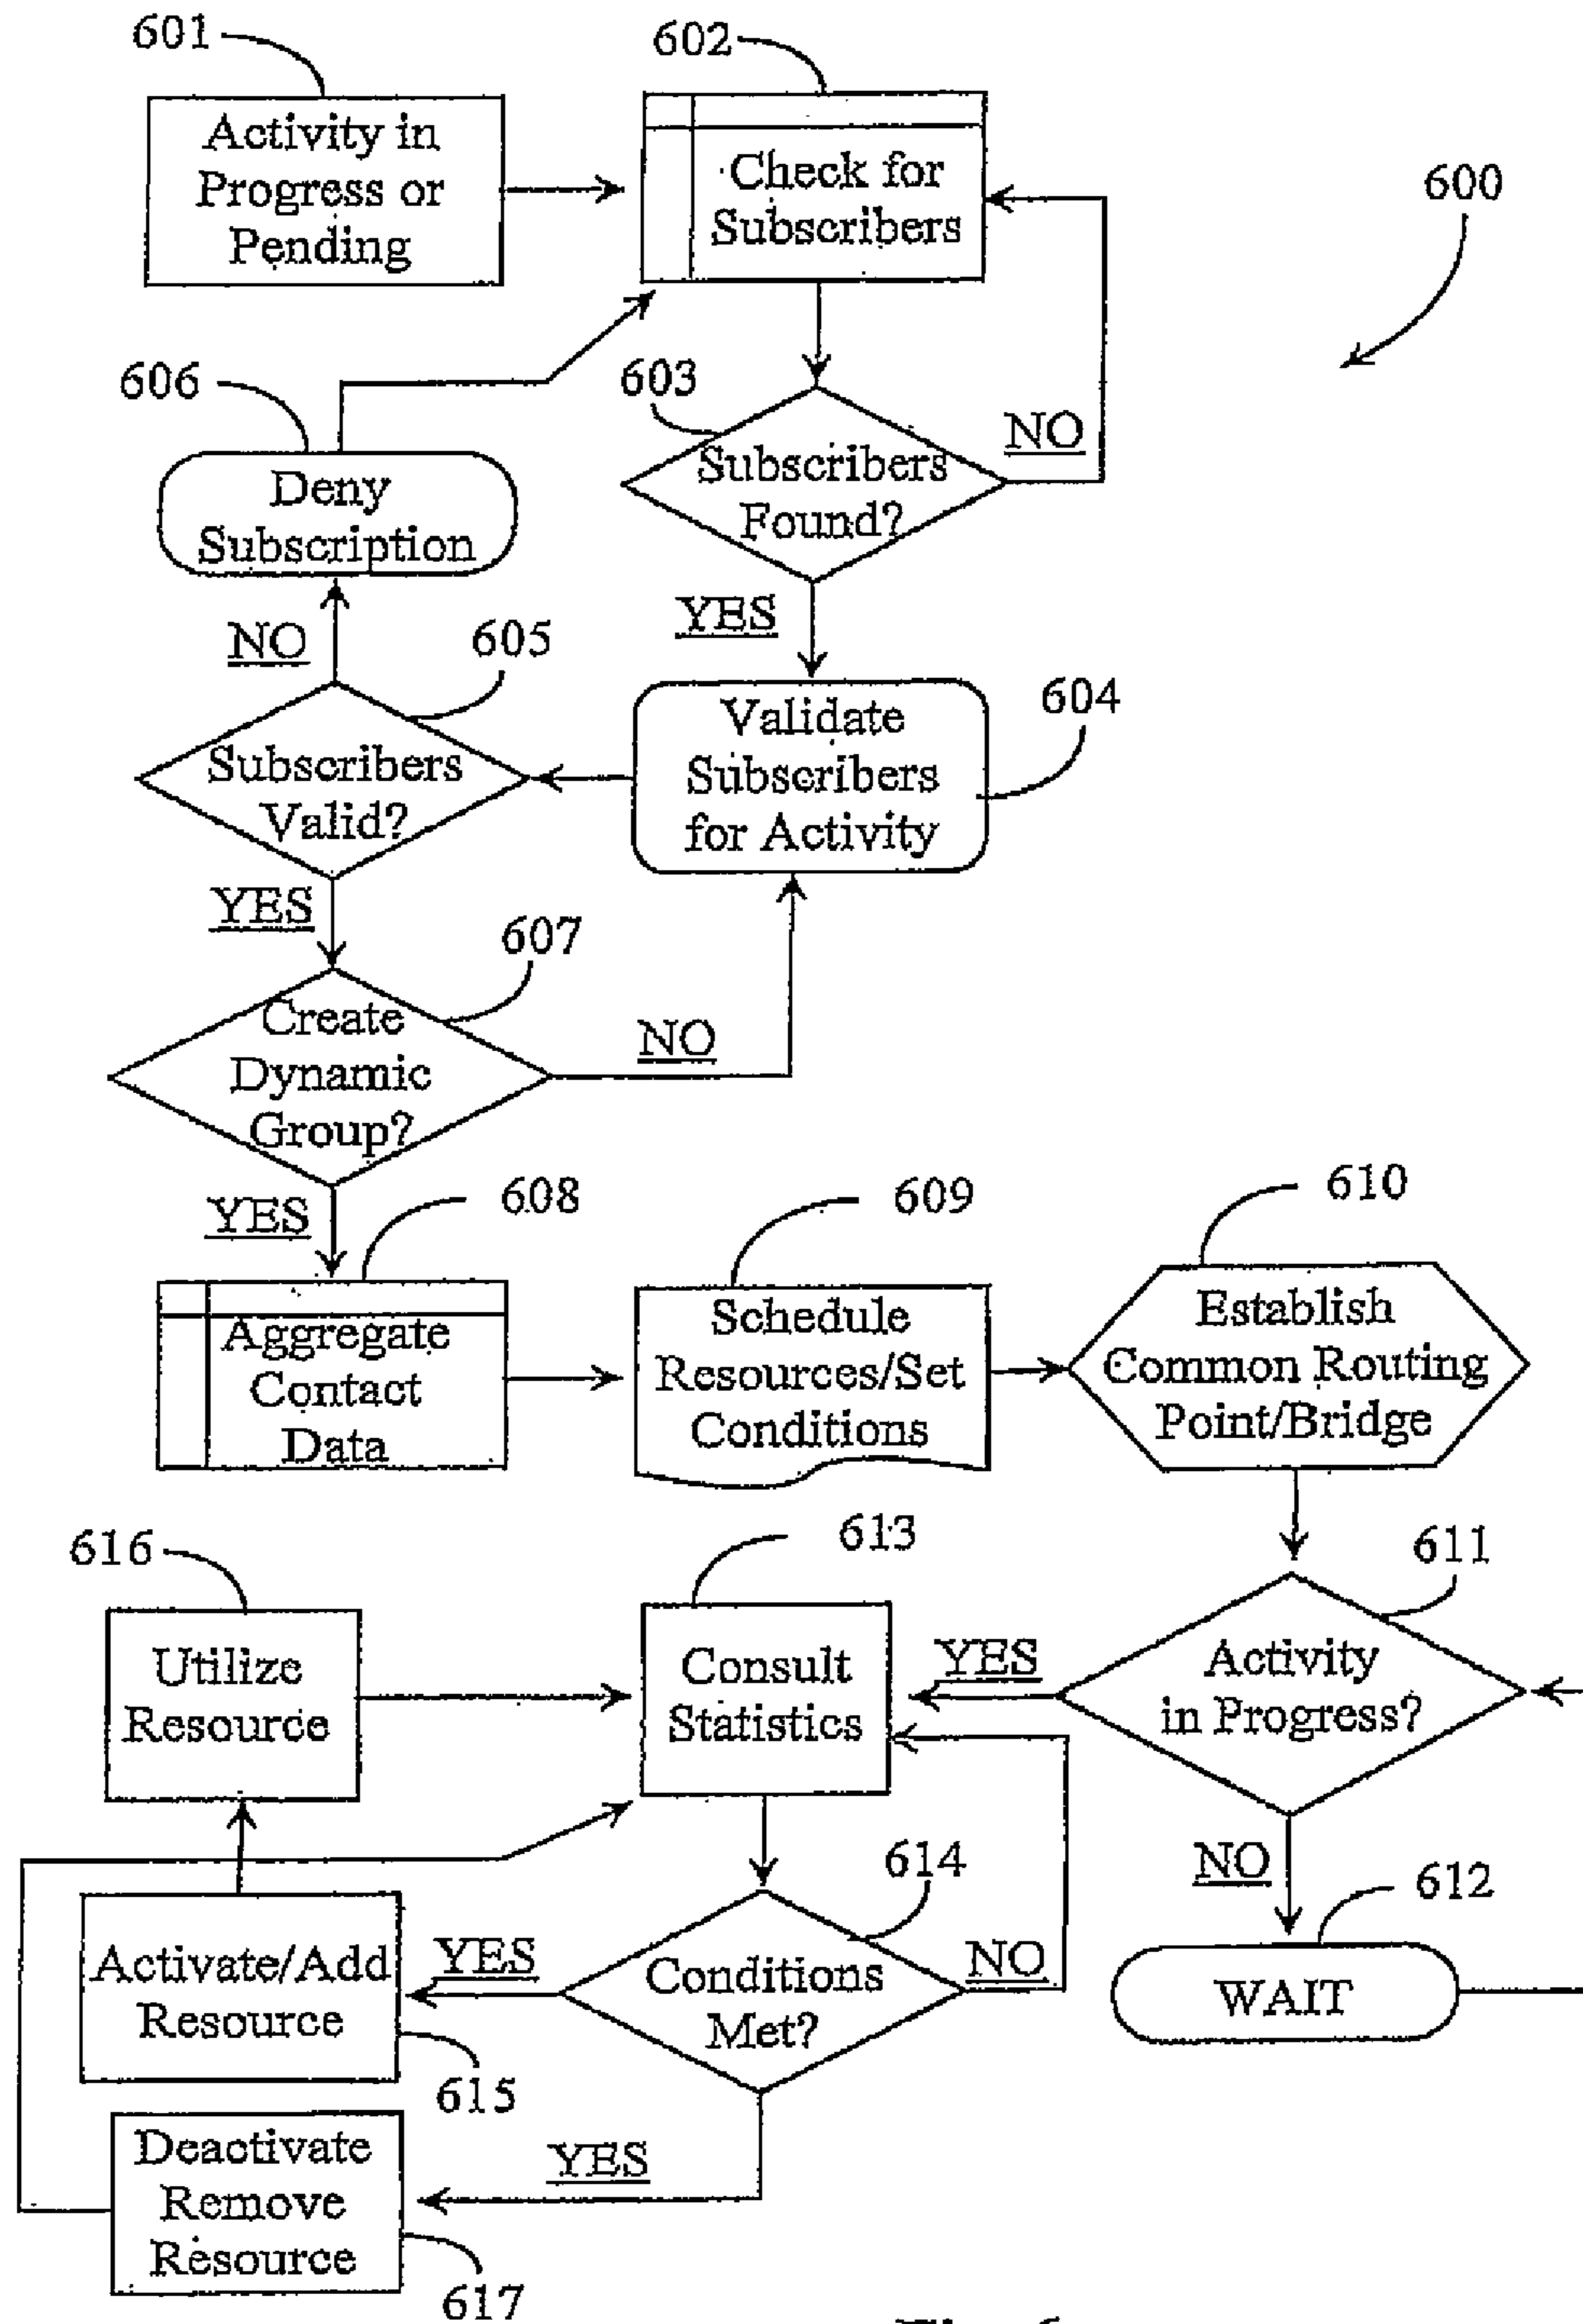 601
602
Activity in
Progress or
Pending
Check for
Subscribers
600
606
603
NO
Deny
Subscription
Subscribers
Found?
YES
NO
605
604
Validate
Subscribers
for Activity
Subscribers
Valid?
YES
607
Create
Dynamic
Group?
NO
YES
608
609
610
Aggregate
Contact
Data
Schedule
Resources/Set
Conditions
Establish
Common Routing
Point/Bridge
616
613
611
Utilize
Resource
Consult
Statistics
YES
Activity
in Progress?
614
NO
612
Activate/Add
Resource
YES
Conditions
Met?
NO
WAIT
615
Deactivate
Remove
Resource
YES
617